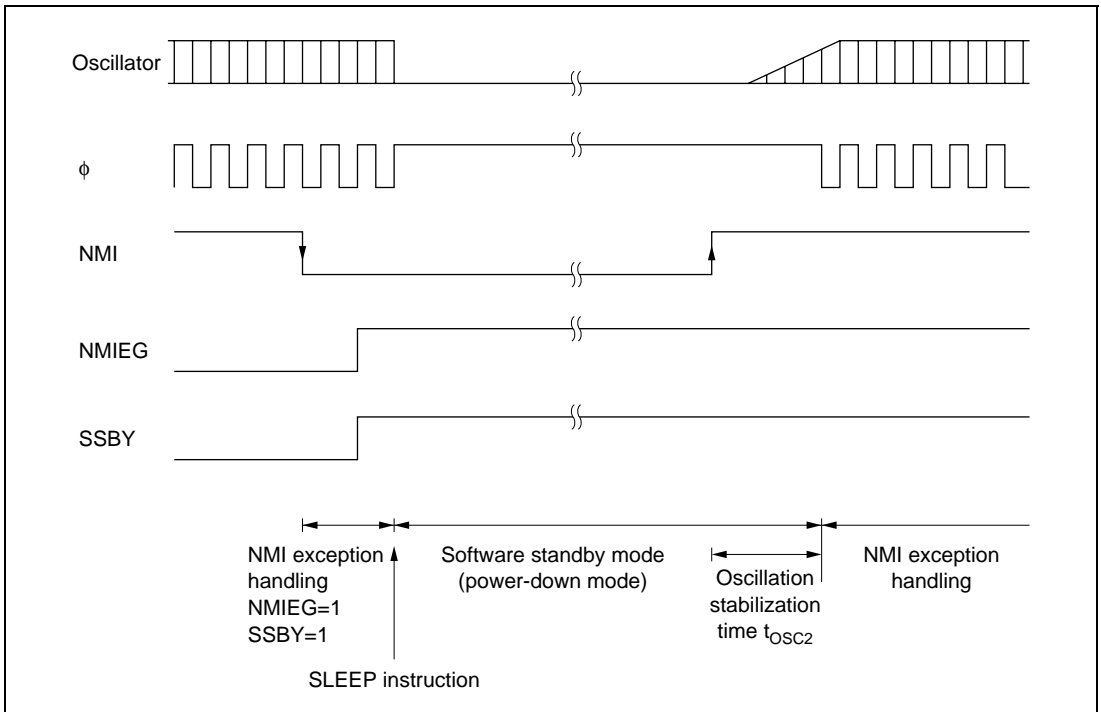 Oscillator
ϕ
NMI
NMIEG
SSBY
NMI exception
handling
NMIEG=1
SSBY=1
SLEEP instruction
Software standby mode
(power-down mode)
Oscillation
stabilization
time tOSC2
NMI exception
handling